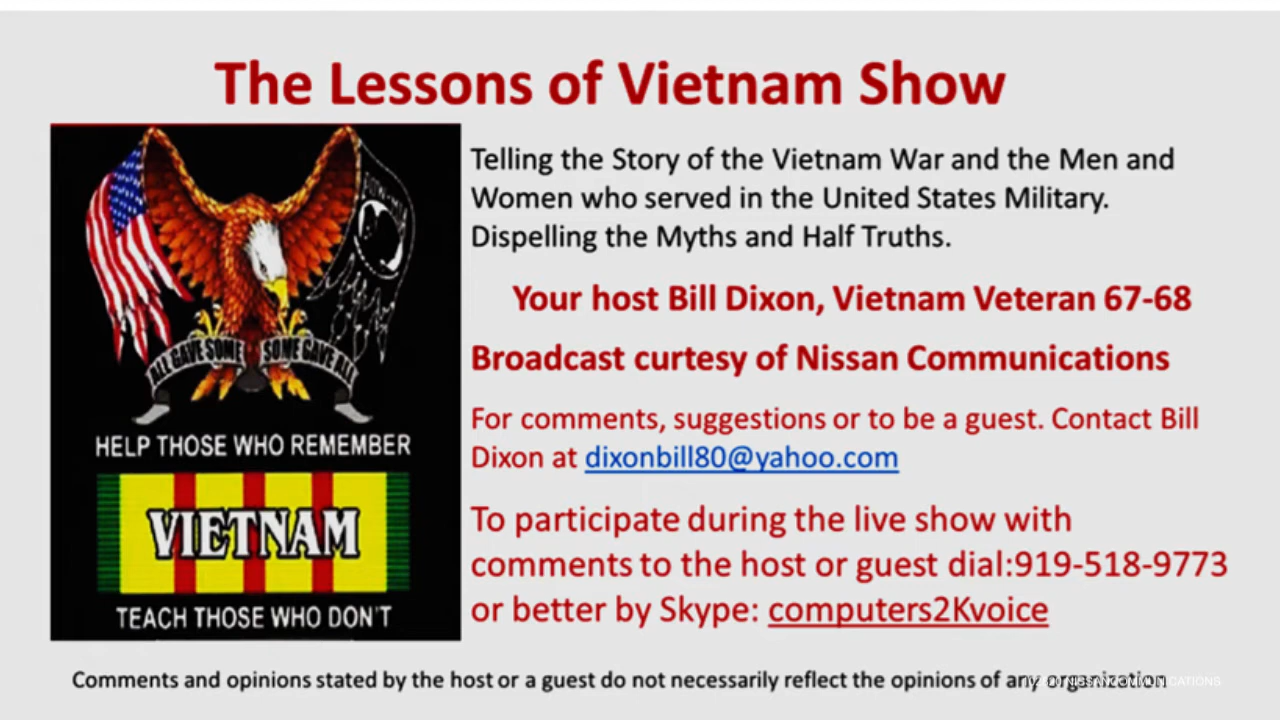 The Lessons of Vietnam Show
Telling the Story of the Vietnam War and the Men and
Women who served in the United States Military.
Dispelling the Myths and Half Truths.
Your host Bill Dixon, Vietnam Veteran 67-68
Broadcast curtesy of Nissan Communications
For comments, suggestions or to be a guest. Contact Bill
Dixon at dixonbill80@yahoo.com
To participate during the live show with
comments to the host or guest dial:919-518-9773
or better by Skype: computers2Kvoice
ALL GAVE SOME SOME GAVE ALL
HELP THOSE WHO REMEMBER
VIETNAM
TEACH THOSE WHO DON'T
Comments and opinions stated by the host or a guest do not necessarily reflect the opinions of any organization
NISSANCOMMUNICATIONS